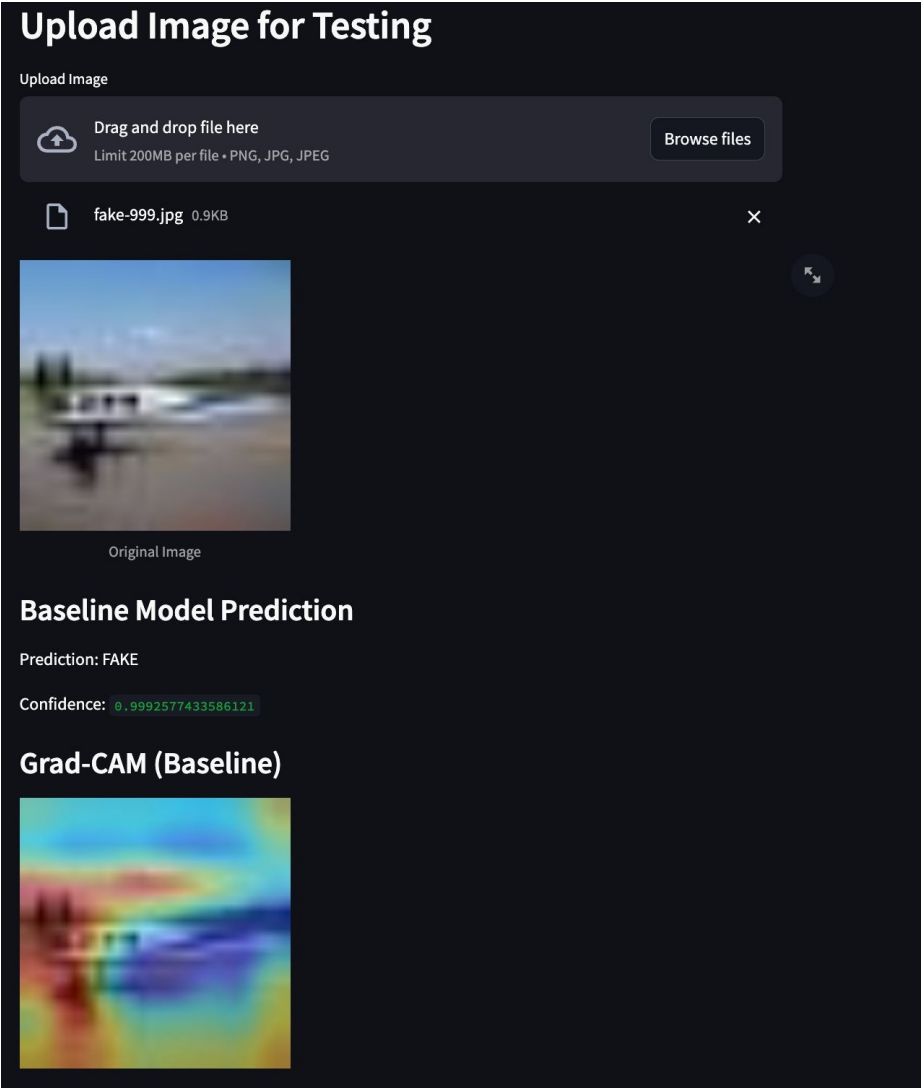 Upload Image for Testing
Upload Image
Drag and drop file here
Browse files
Limit 200MB per file • PNG, JPG, JPEG
fake-999.jpg 0.9KB
Original Image
Baseline Model Prediction
Prediction: FAKE
Confidence: 0.9992577433586121
Grad-CAM (Baseline)